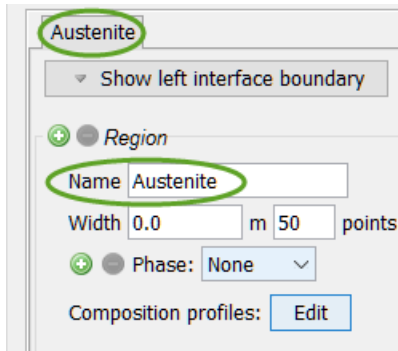 Austenite
Show left interface boundary
Region
Name Austenite
Width 0.0 m 50 points
Phase: None
Composition profiles: Edit